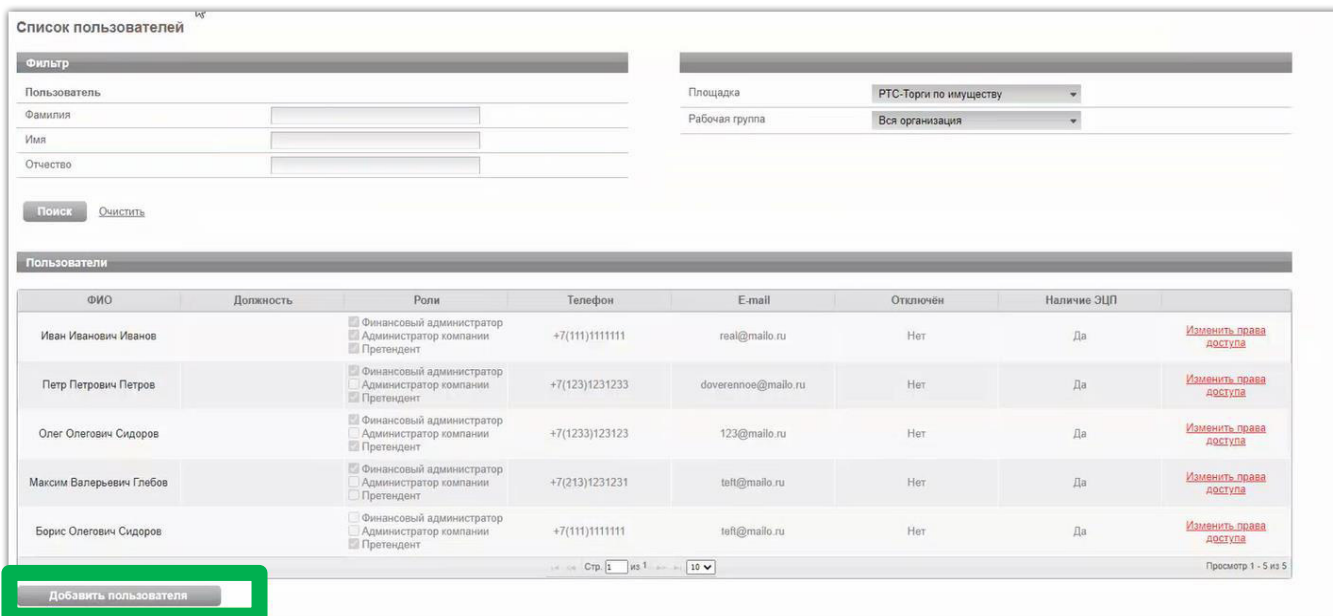 Список пользователей
Фильтр
Пользователь
Фамилия
Имя
Отчество
Площадка РТС-Торги по имуществу
Рабочая группа Вся организация
Поиск Очистить
Пользователи
ФИО Должность Роли Телефон E-mail Отключён Наличие ЭЦП
Финансовый администратор
Иван Иванович Иванов Администратор компании +7(111)1111111 real@mailo.ru Нет Да Изменить права доступа
Претендент
Финансовый администратор
Петр Петрович Петров Администратор компании +7(123)1231233 doverennoe@mailo.ru Нет Да Изменить права доступа
Претендент
Финансовый администратор
Олег Олегович Сидоров Администратор компании +7(1233)123123 123@mailo.ru Нет Да Изменить права доступа
Претендент
Финансовый администратор
Максим Валерьевич Глебов Администратор компании +7(213)1231231 teft@mailo.ru Нет Да Изменить права доступа
Претендент
Финансовый администратор
Борис Олегович Сидоров Администратор компании +7(111)1111111 teft@mailo.ru Нет Да Изменить права доступа
Претендент
Стр. 1 из 1 10 Просмотр 1 - 5 из 5
Добавить пользователя